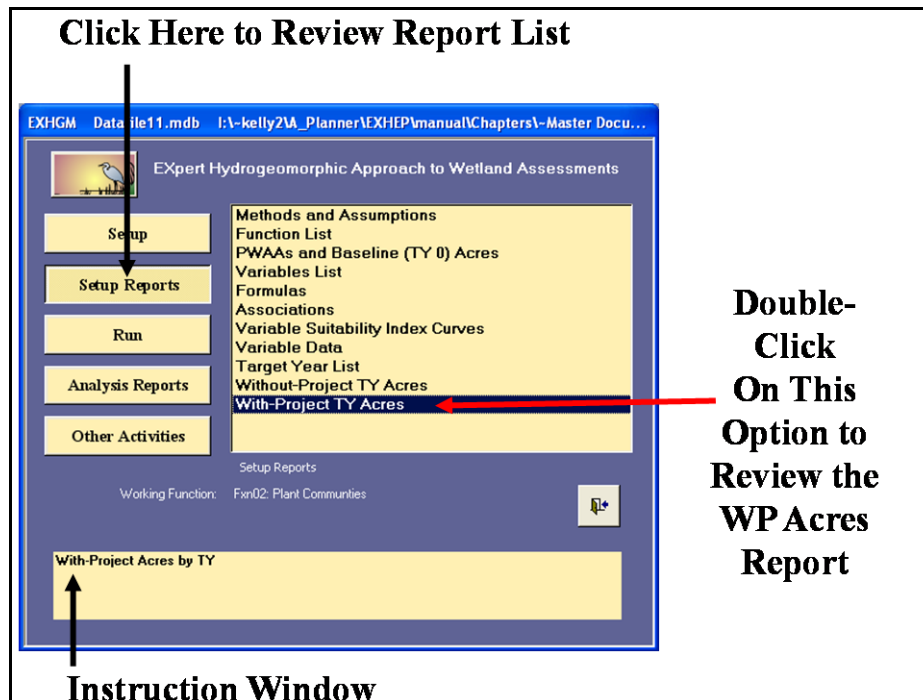 Click Here to Review Report List
EXHGM Datafile11.mdb I:\~kelly2\A_Planner\EXHEP\manual\Chapters\~Master Docu...
EXpert Hydrogeomorphic Approach to Wetland Assessments
Setup
Setup Reports
Run
Analysis Reports
Other Activities
Methods and Assumptions
Function List
PWAAs and Baseline (TY 0) Acres
Variables List
Formulas
Associations
Variable Suitability Index Curves
Variable Data
Target Year List
Without-Project TY Acres
With-Project TY Acres
Setup Reports
Working Function: Fxn02: Plant Communties
With-Project Acres by TY
Double-
Click
On This
Option to
Review the
WP Acres
Report
Instruction Window